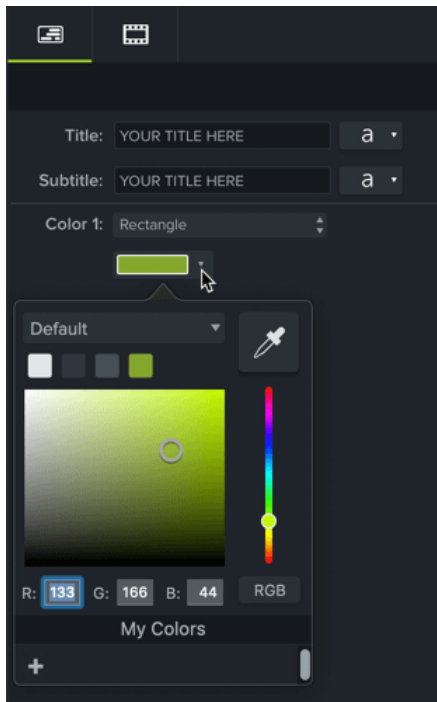 Title: YOUR TITLE HERE a
Subtitle: YOUR TITLE HERE a
Color 1: Rectangle
Default
R: 133 G: 166 B: 44 RGB
My Colors
+